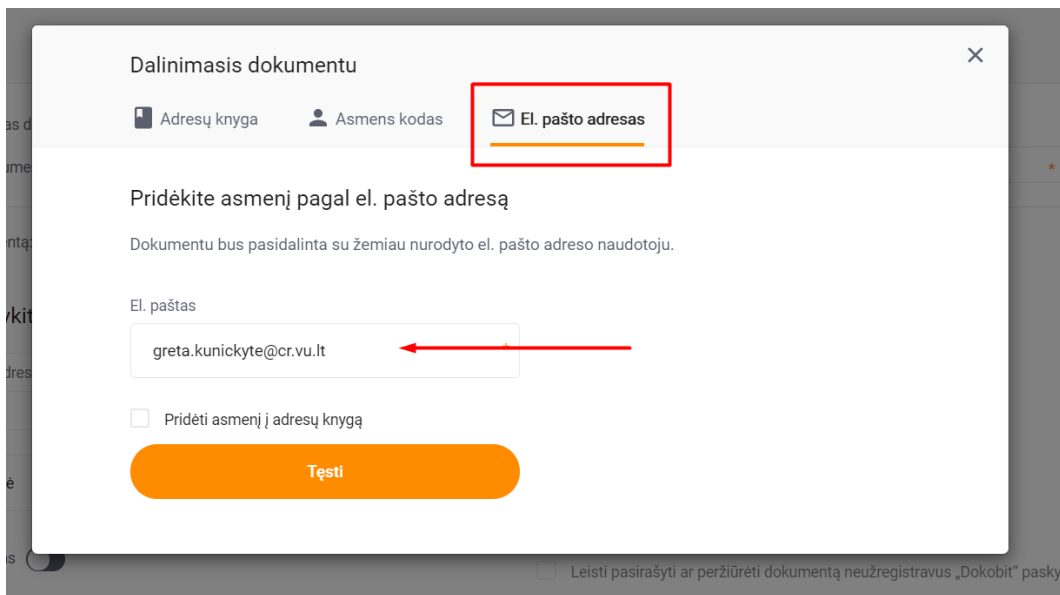 Dalinimasis dokumentu
Adresų knyga
Asmens kodas
El. pašto adresas
Pridėkite asmenį pagal el. pašto adresą
Dokumentu bus pasidalinta su žemiau nurodyto el. pašto adreso naudotoju.
El. paštas
greta.kunickyte@cr.vu.lt
Pridėti asmenį į adresų knygą
Tęsti
Leisti pasirašyti ar peržiūrėti dokumentą neužregistravus „Dokobit“